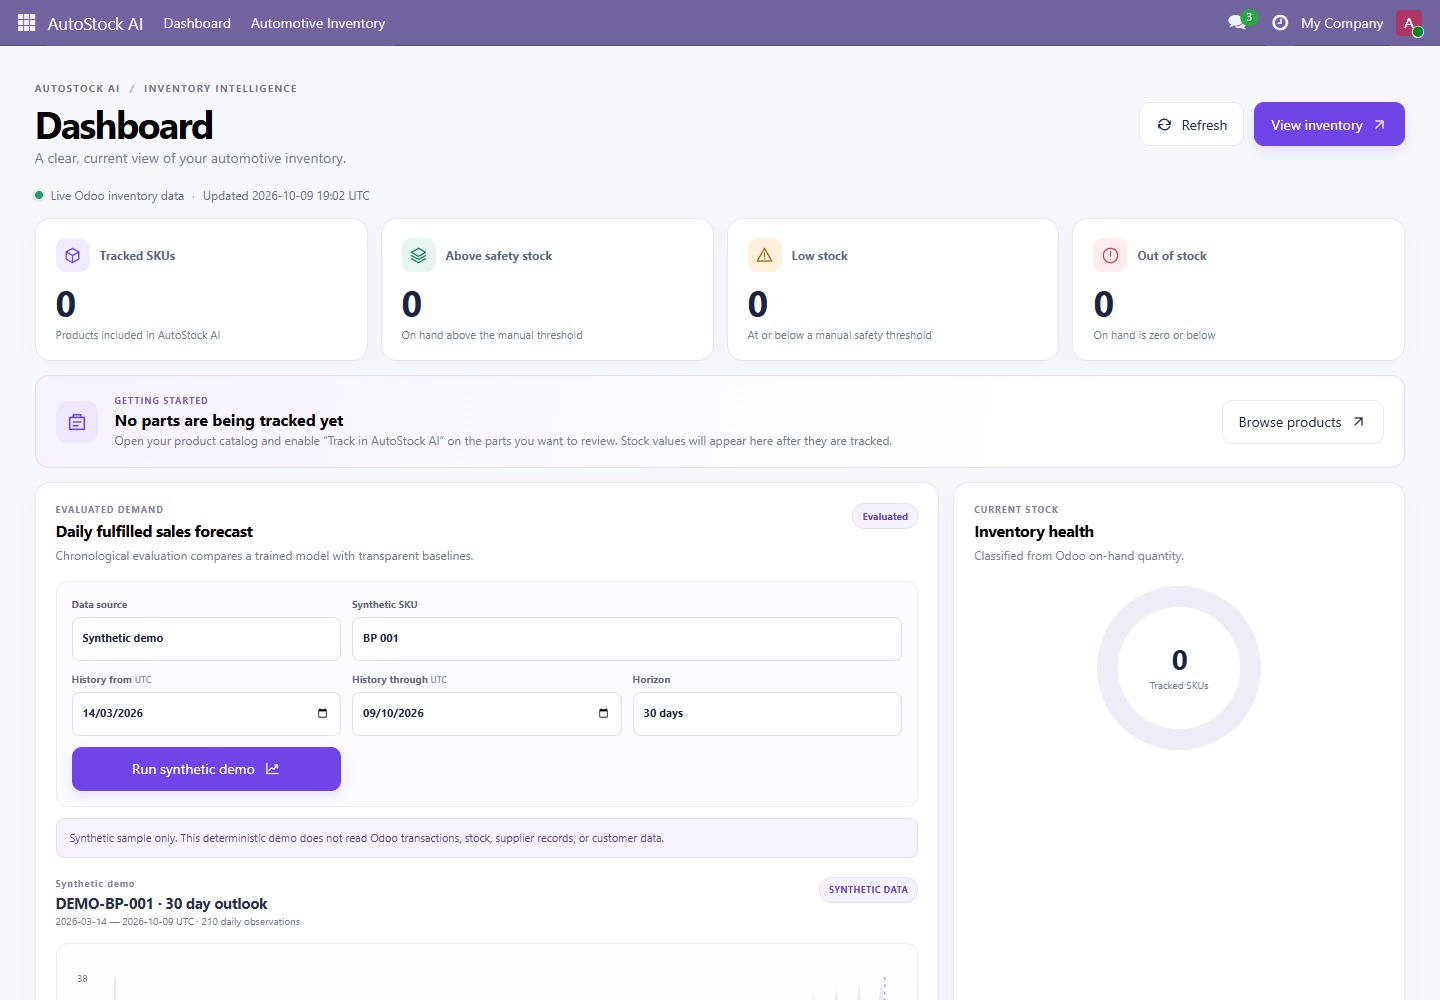 AutoStock AI Dashboard Automotive Inventory 3 My Company A
AUTOSTOCK AI / INVENTORY INTELLIGENCE
Dashboard
A clear, current view of your automotive inventory.
Refresh
View inventory
Live Odoo inventory data · Updated 2026-10-09 19:02 UTC
Tracked SKUs
0
Products included in AutoStock AI
Above safety stock
0
On hand above the manual threshold
Low stock
0
At or below a manual safety threshold
Out of stock
0
On hand is zero or below
GETTING STARTED
No parts are being tracked yet
Open your product catalog and enable “Track in AutoStock AI” on the parts you want to review. Stock values will appear here after they are tracked.
Browse products
EVALUATED DEMAND
Daily fulfilled sales forecast
Chronological evaluation compares a trained model with transparent baselines.
Evaluated
Data source
Synthetic demo
Synthetic SKU
BP 001
History from UTC
14/03/2026
History through UTC
09/10/2026
Horizon
30 days
Run synthetic demo
Synthetic sample only. This deterministic demo does not read Odoo transactions, stock, supplier records, or customer data.
Synthetic demo
DEMO-BP-001 · 30 day outlook
2026-03-14 — 2026-10-09 UTC · 210 daily observations
SYNTHETIC DATA
38
CURRENT STOCK
Inventory health
Classified from Odoo on-hand quantity.
0
Tracked SKUs